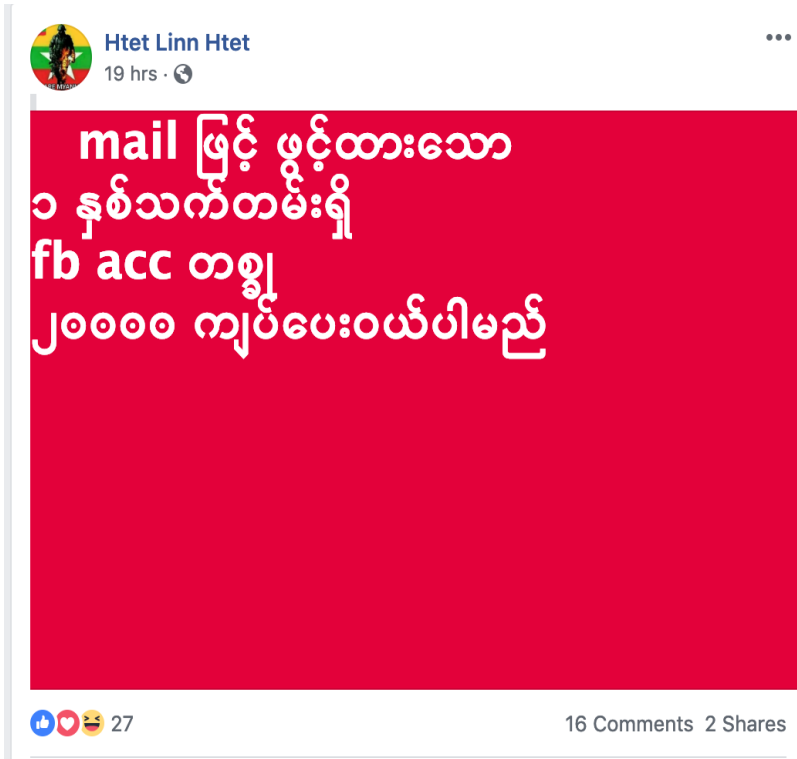 Htet Linn Htet
19 hrs ·
mail ဖြင့် ဖွင့်ထားသော
၁ နှစ်သက်တမ်းရှိ
fb acc တစ္ခု
၂၀၀၀၀ ကျပ်ပေးဝယ်ပါမည်
27
16 Comments 2 Shares